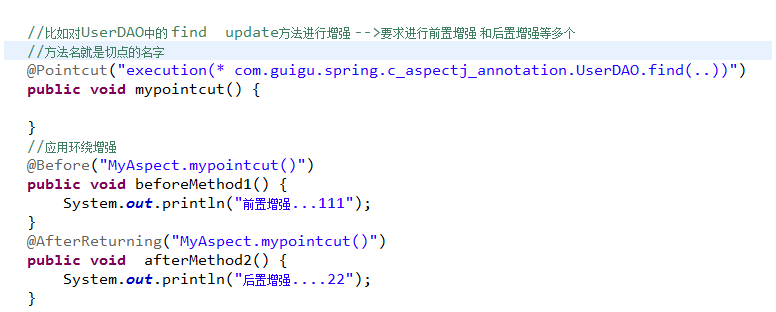 //比如对UserDAO中的 find   update方法进行增强 -->要求进行前置增强 和后置增强等多个
//方法名就是切点的名字
@Pointcut("execution(* com.guigu.spring.c_aspectj_annotation.UserDAO.find(..))")
public void mypointcut() {

}
//应用环绕增强
@Before("MyAspect.mypointcut()")
public void beforeMethod1() {
    System.out.println("前置增强...111");
}
@AfterReturning("MyAspect.mypointcut()")
public void  afterMethod2() {
    System.out.println("后置增强....22");
}